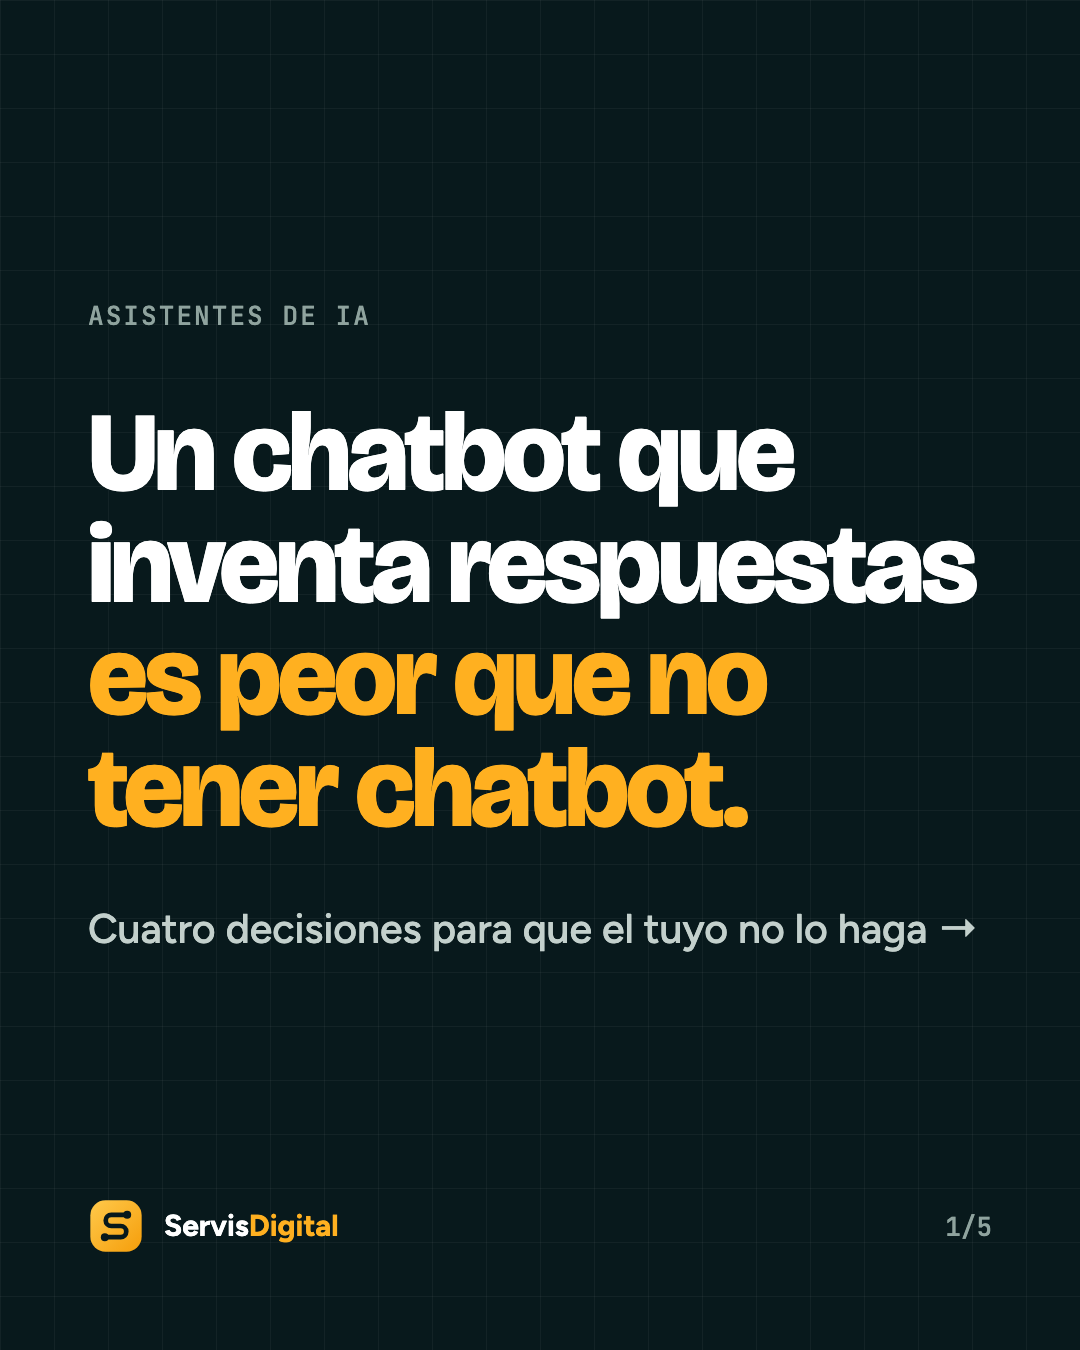 ASISTENTES DE IA
Un chatbot que
inventa respuestas
es peor que no
tener chatbot.
Cuatro decisiones para que el tuyo no lo haga →
ServisDigital
1/5